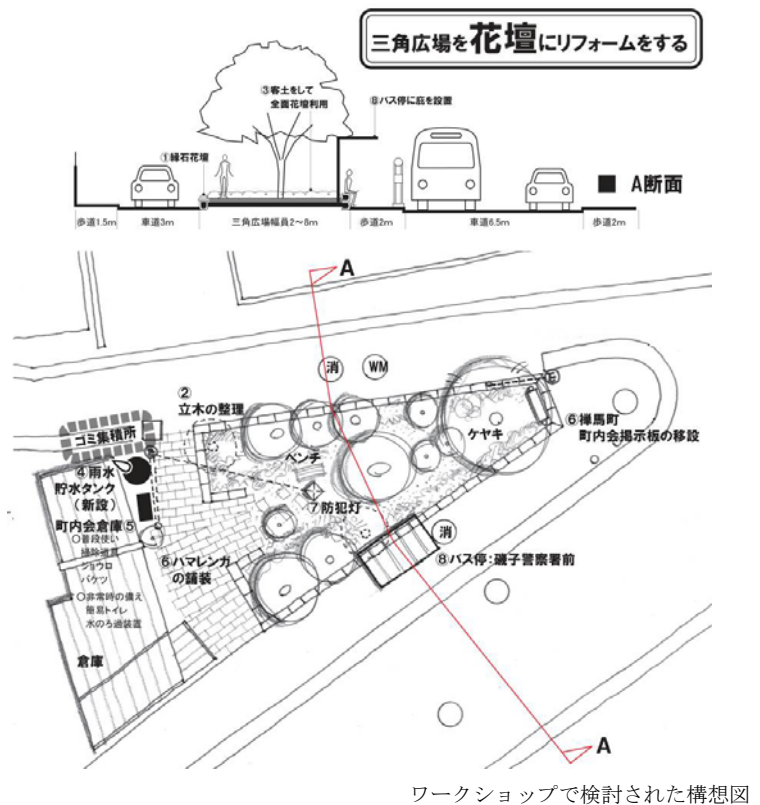 三角広場を花壇にリフォームをする
③客土をして
全面花壇利用
⑧バス停に庇を設置
①縁石花壇
■ A断面
歩道1.5m
車道3m
三角広場幅員2〜8m
歩道2m
車道6.5m
歩道2m
A
消
WM
②
立木の整理
ゴミ集積所
ベンチ
ケヤキ
⑥禅馬町
町内会掲示板の移設
④雨水
貯水タンク
(新設)
⑦防犯灯
町内会倉庫⑤
○普段使い
掃除道具
ジョウロ
バケツ
○非常時の備え
簡易トイレ
水のろ過装置
⑥ハマレンガ
の舗装
消
⑧バス停:磯子警察署前
倉庫
A
ワークショップで検討された構想図